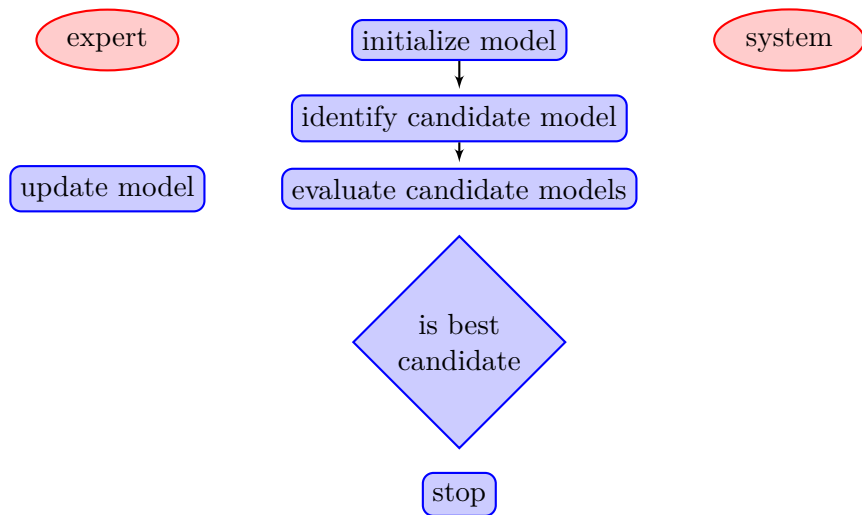 expert
initialize model
system
identify candidate model
update model
evaluate candidate models
is best
candidate
stop